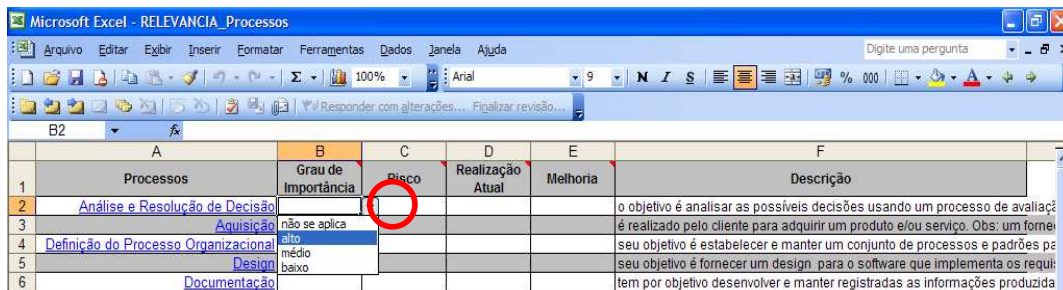 Microsoft Excel - RELEVANCIA_Processos
Arquivo Editar Exibir Inserir Formatar Ferramentas Dados Janela Ajuda Digite uma pergunta
Σ 100% Arial 9 N I S % 000 A
Responder com alterações... Finalizar revisão...
B2 fx
A B C D E F
1 Processos Grau de Importância Risco Realização Atual Melhoria Descrição
2 Análise e Resolução de Decisão o objetivo é analisar as possíveis decisões usando um processo de avaliaç
3 Aquisição não se aplica é realizado pelo cliente para adquirir um produto e/ou serviço. Obs: um forne
4 Definição do Processo Organizacional alto seu objetivo é estabelecer e manter um conjunto de processos e padrões pa
médio
5 Design baixo seu objetivo é fornecer um design para o software que implementa os requi
6 Documentação tem por objetivo desenvolver e manter registradas as informações produzida